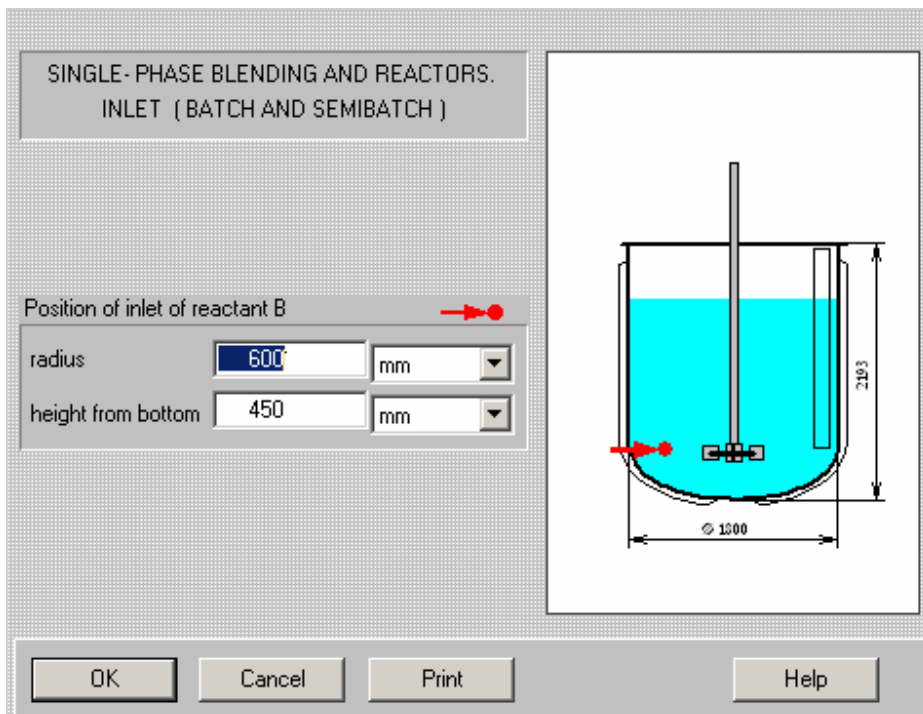 SINGLE- PHASE BLENDING AND REACTORS.
INLET ( BATCH AND SEMIBATCH )
Position of inlet of reactant B
radius 600 mm
height from bottom 450 mm
2193
Ø 1800
OK Cancel Print Help